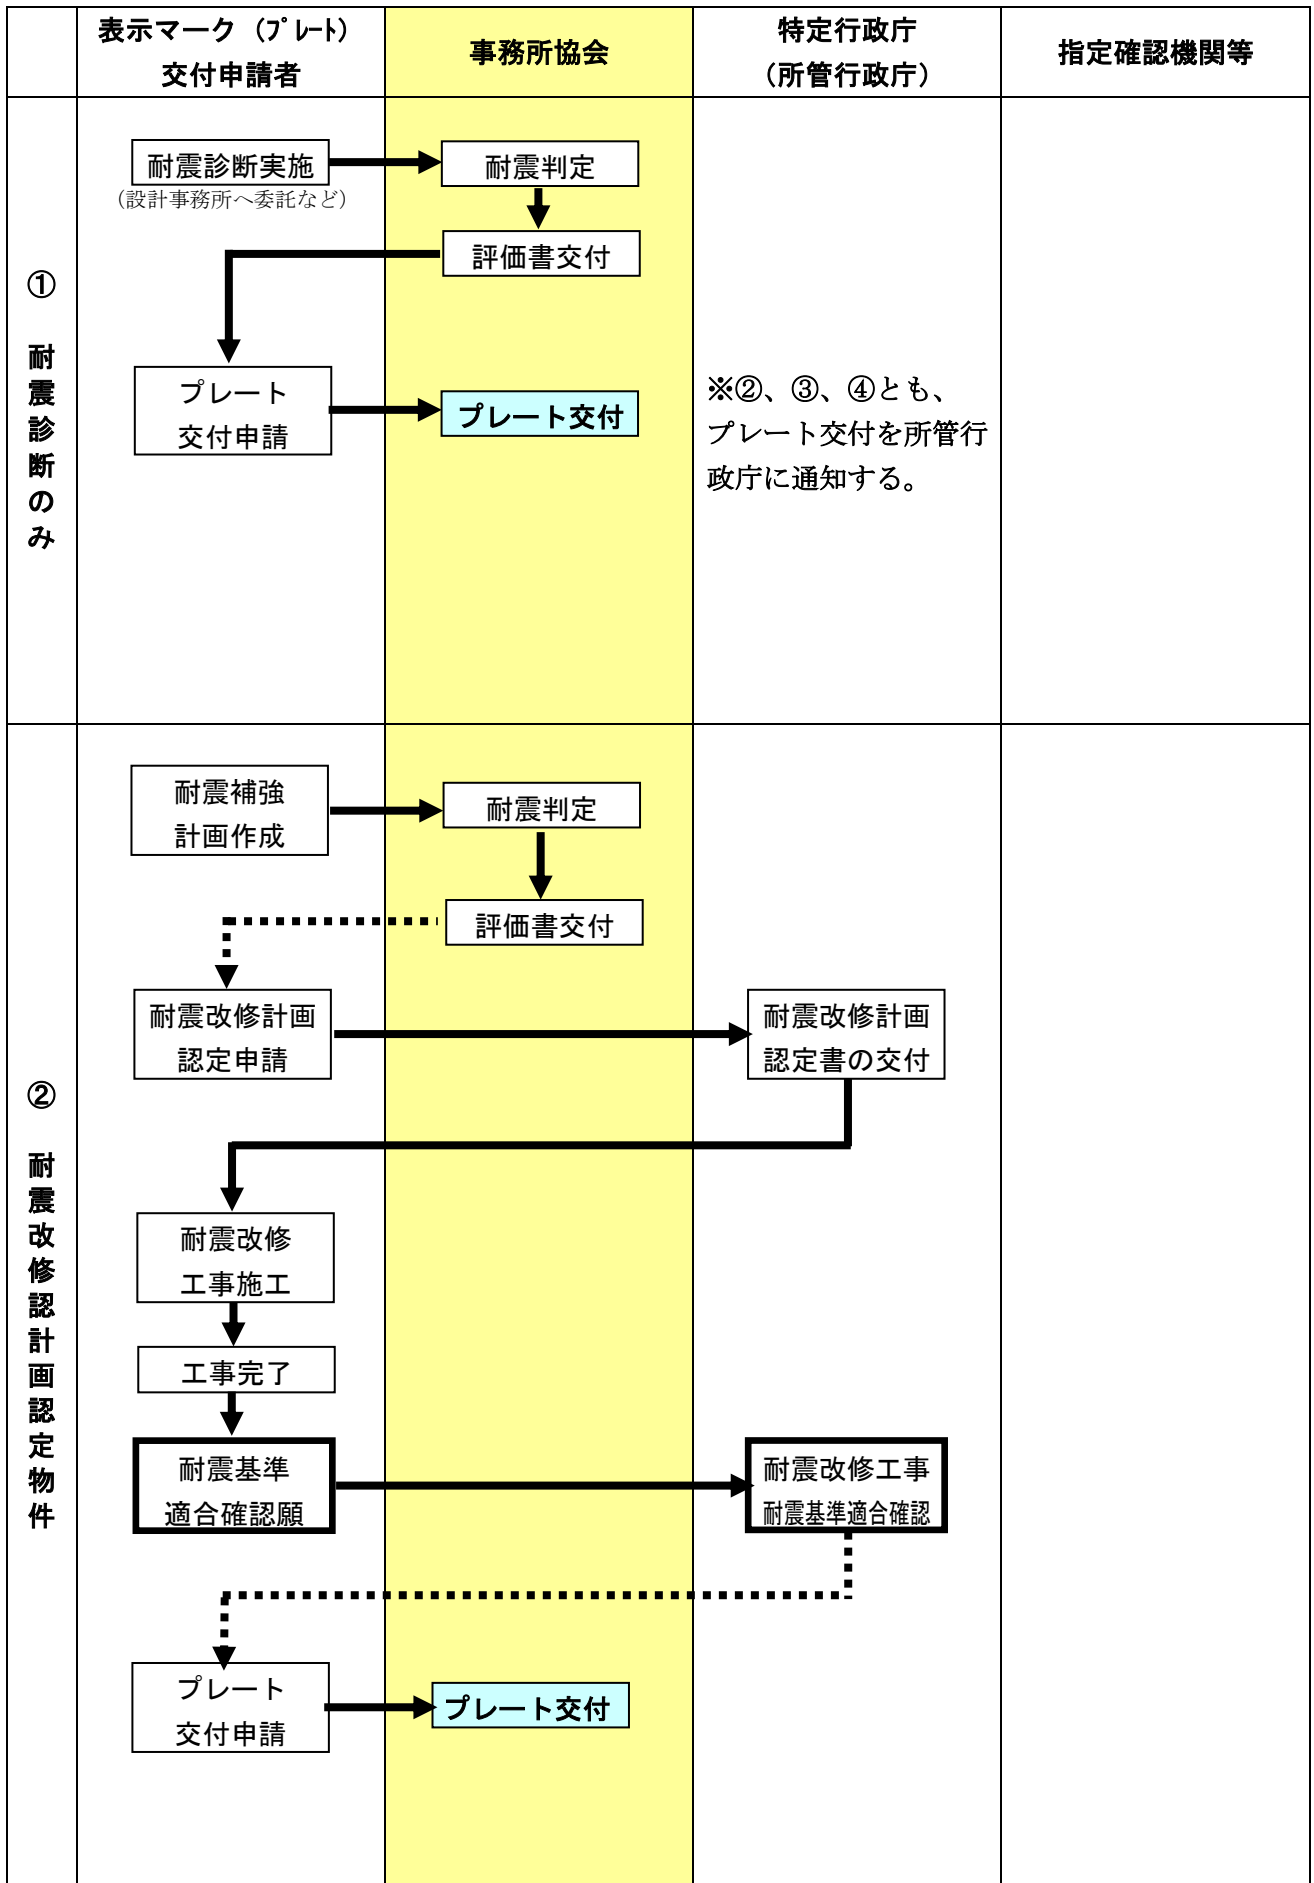 表示マーク（ﾌﾟﾚｰﾄ）
交付申請者
事務所協会
特定行政庁
（所管行政庁）
指定確認機関等
① 耐震診断のみ
耐震診断実施
（設計事務所へ委託など）
耐震判定
評価書交付
プレート
交付申請
プレート交付
※②、③、④とも、
プレート交付を所管行
政庁に通知する。
② 耐震改修認計画認定物件
耐震補強
計画作成
耐震判定
評価書交付
耐震改修計画
認定申請
耐震改修計画
認定書の交付
耐震改修
工事施工
工事完了
耐震基準
適合確認願
耐震改修工事
耐震基準適合確認
プレート
交付申請
プレート交付